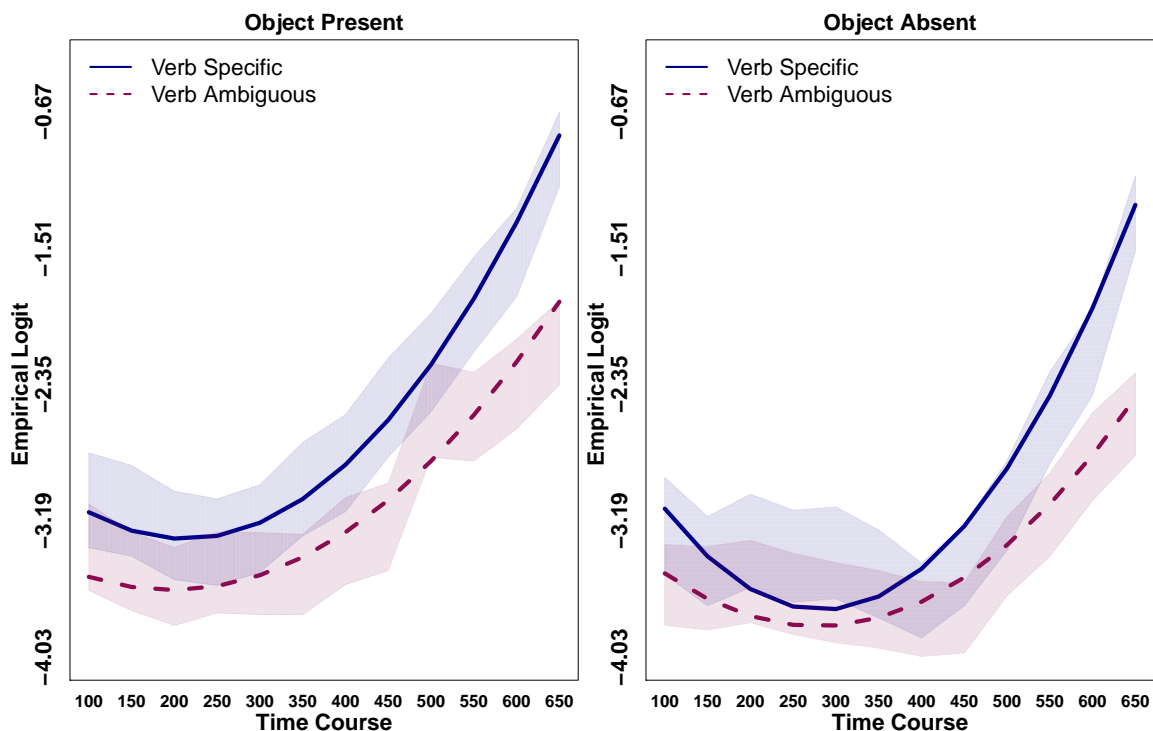 Object Present
Verb Specific
Verb Ambiguous
Empirical Logit
−0.67
−1.51
−2.35
−3.19
−4.03
100 150 200 250 300 350 400 450 500 550 600 650
Time Course
Object Absent
Verb Specific
Verb Ambiguous
Empirical Logit
−0.67
−1.51
−2.35
−3.19
−4.03
100 150 200 250 300 350 400 450 500 550 600 650
Time Course